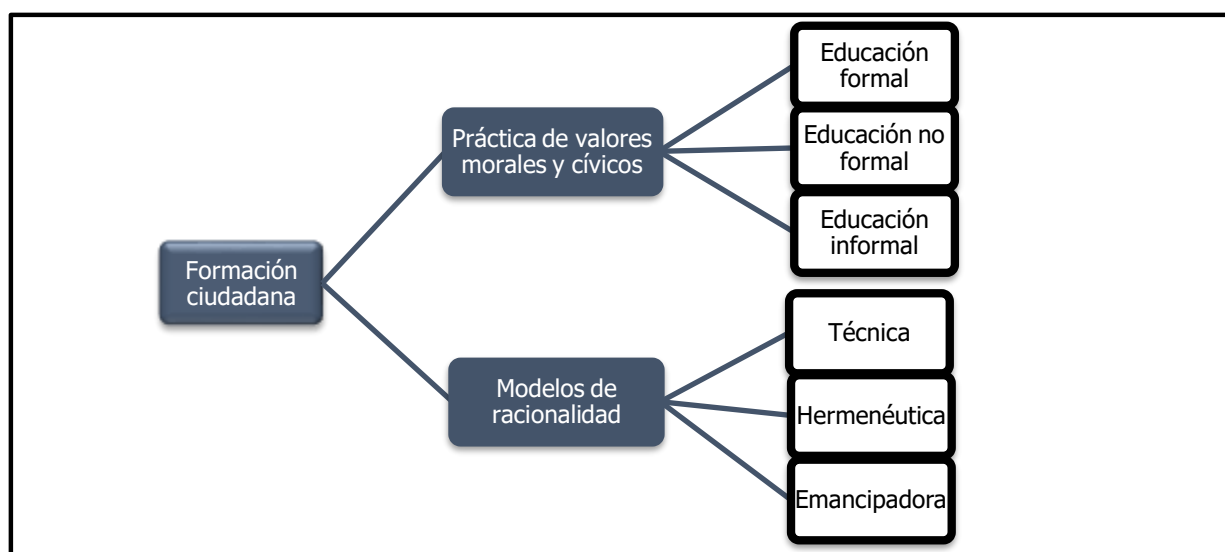 Formación
ciudadana
Práctica de valores
morales y cívicos
Educación
formal
Educación no
formal
Educación
informal
Modelos de
racionalidad
Técnica
Hermenéutica
Emancipadora